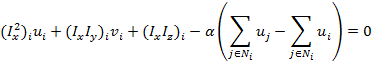 (I_x^2)_i u_i + (I_x I_y)_i v_i + (I_x I_z)_i - α(∑_{j∈N_i} u_j - ∑_{j∈N_i} u_i) = 0